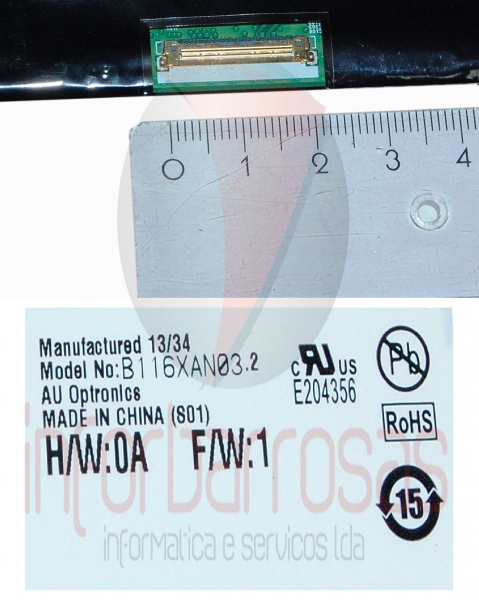 0 1 2 3 4
Manufactured 13/34
Model No:B116XAN03.2
AU Optronics
MADE IN CHINA (S01)
H/W:0A F/W:1
c RU US
E204356
Pb
RoHS
15
inforbarrosas
informatica e servicos lda